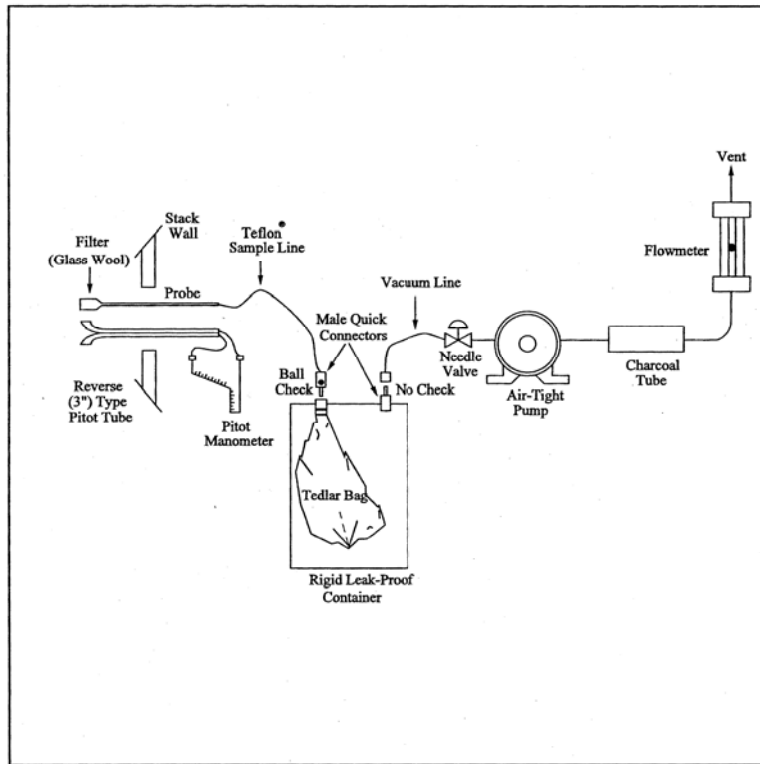 Vent
Stack
Wall
Teflon®
Sample Line
Filter
(Glass Wool)
Flowmeter
Vacuum Line
Probe
Male Quick
Connectors
Needle
Valve
Charcoal
Tube
Ball
Check
No Check
Air-Tight
Pump
Reverse
(3") Type
Pitot Tube
Pitot
Manometer
Tedlar Bag
Rigid Leak-Proof
Container